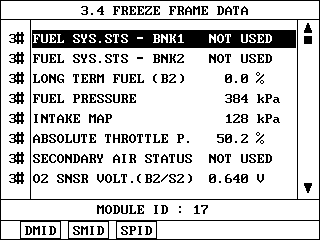 3.4 FREEZE FRAME DATA
3# FUEL SYS.STS - BNK1 NOT USED
3# FUEL SYS.STS - BNK2 NOT USED
3# LONG TERM FUEL (B2) 0.0 %
3# FUEL PRESSURE 384 kPa
3# INTAKE MAP 128 kPa
3# ABSOLUTE THROTTLE P. 50.2 %
3# SECONDARY AIR STATUS NOT USED
3# O2 SNSR VOLT.(B2/S2) 0.640 V
MODULE ID : 17
DMID SMID SPID